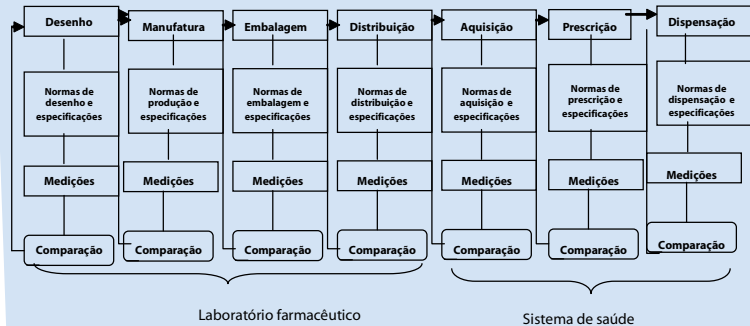 Desenho
Manufatura
Embalagem
Distribuição
Aquisição
Prescrição
Dispensação
Normas de
desenho e
especificações
Normas de
produção e
especificações
Normas de
embalagem e
especificações
Normas de
distribuição e
especificações
Normas de
aquisição e
especificações
Normas de
prescrição e
especificações
Normas de
dispensação e
especificações
Medições
Medições
Medições
Medições
Medições
Medições
Medições
Comparação
Comparação
Comparação
Comparação
Comparação
Comparação
Comparação
Laboratório farmacêutico
Sistema de saúde